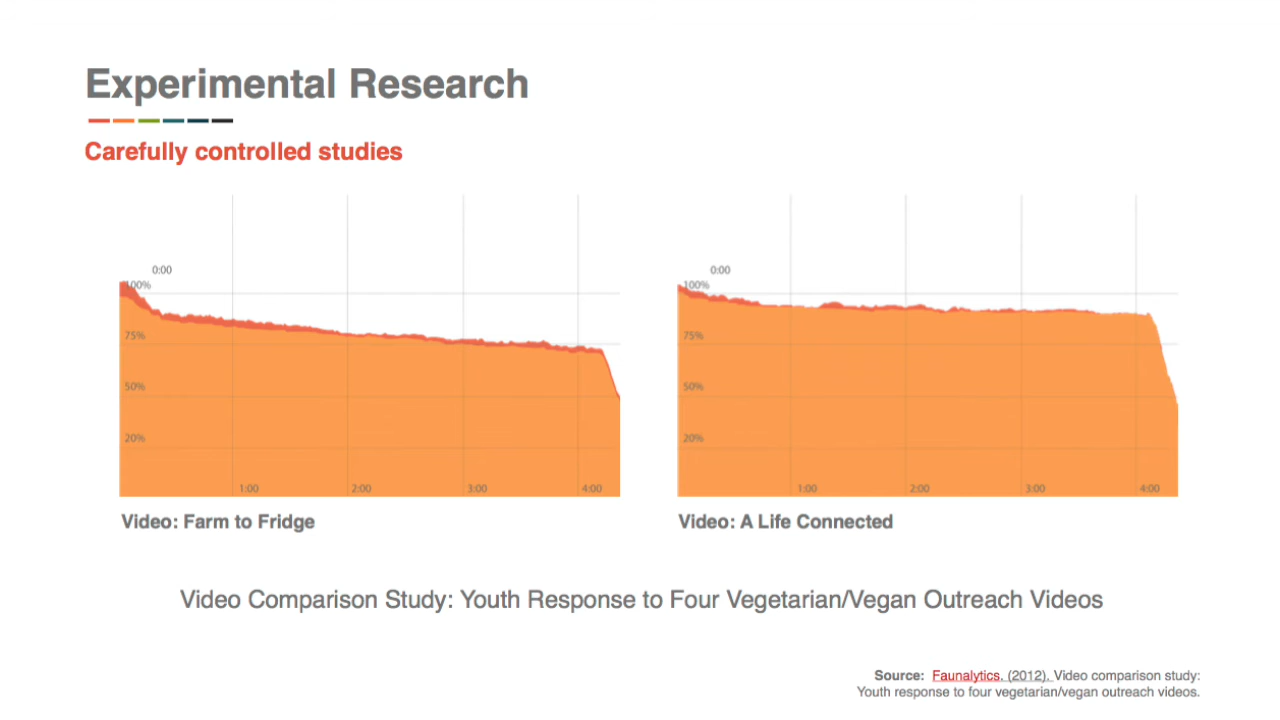 Experimental Research
Carefully controlled studies
0:00
100%
75%
50%
20%
1:00 2:00 3:00 4:00
Video: Farm to Fridge
0:00
100%
75%
50%
20%
1:00 2:00 3:00 4:00
Video: A Life Connected
Video Comparison Study: Youth Response to Four Vegetarian/Vegan Outreach Videos
Source: Faunalytics. (2012). Video comparison study:
Youth response to four vegetarian/vegan outreach videos.